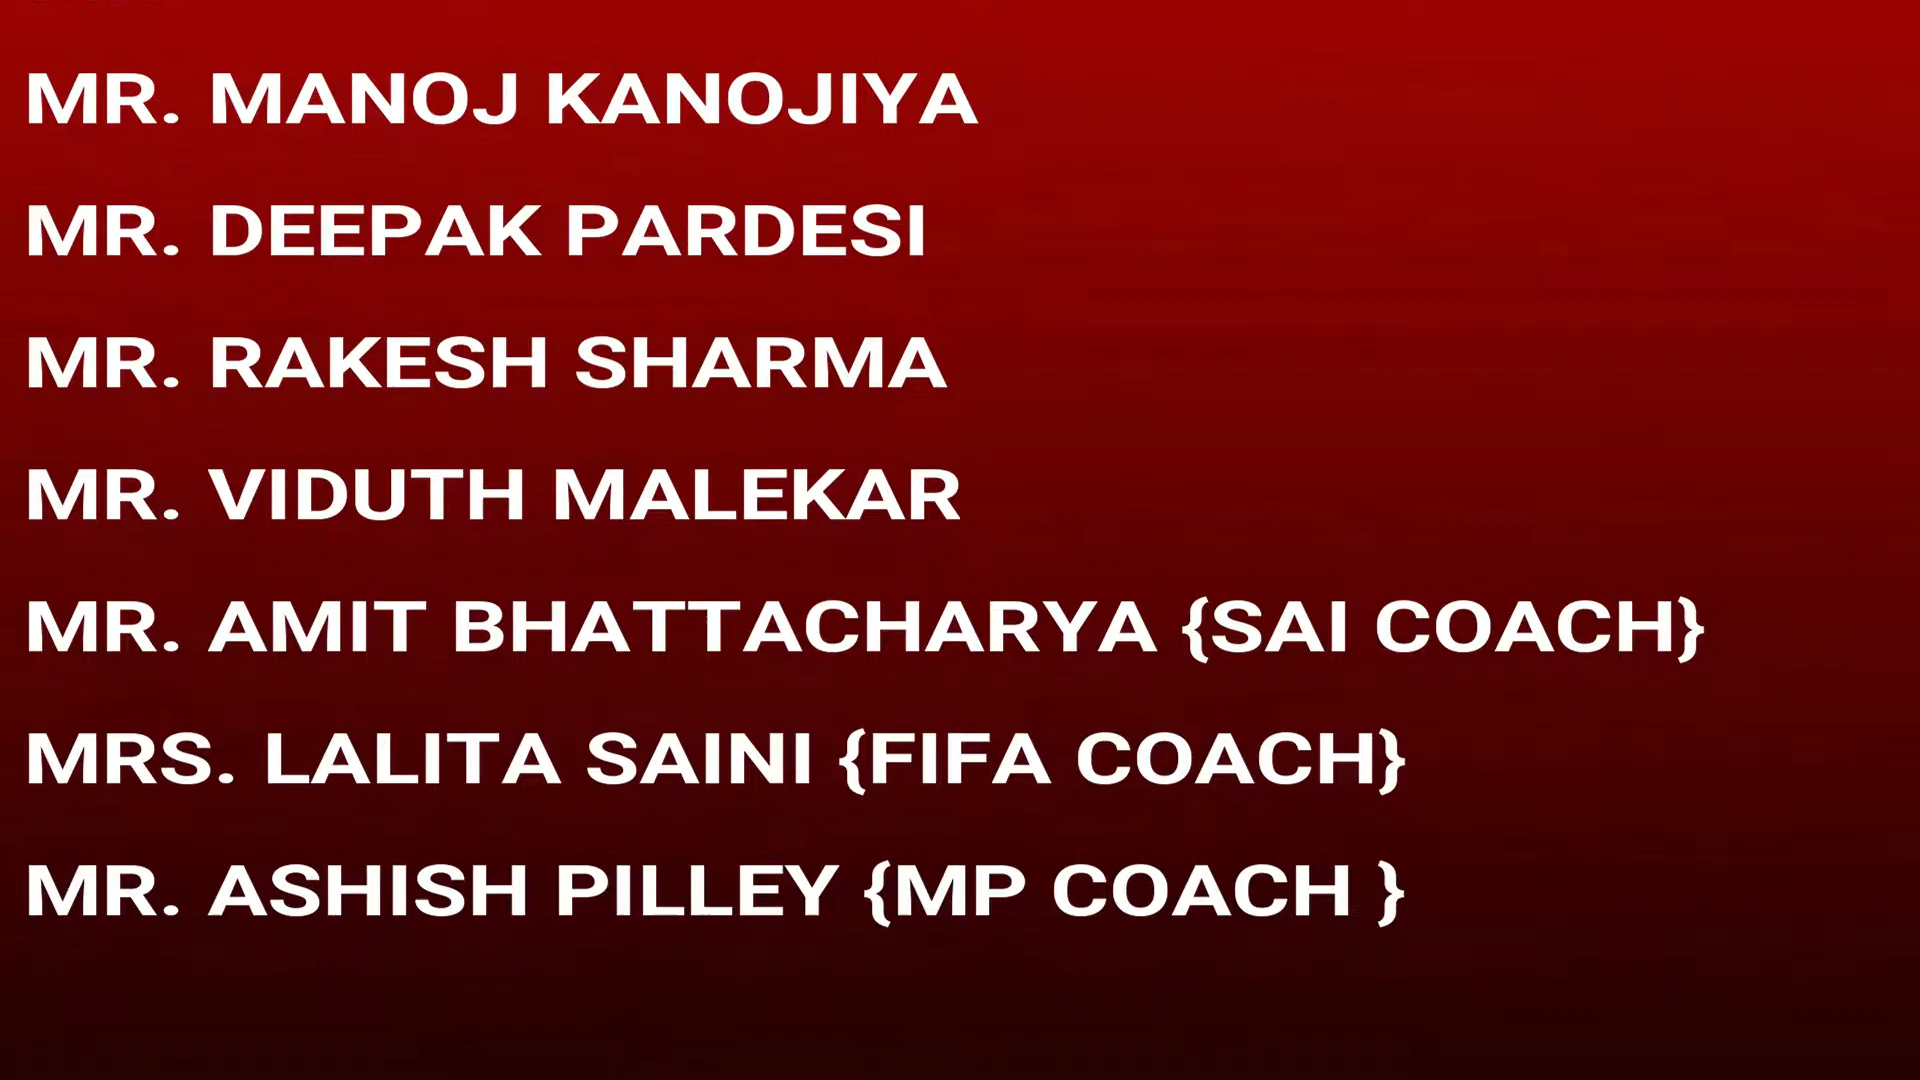 MR. MANOJ KANOJIYA
MR. DEEPAK PARDESI
MR. RAKESH SHARMA
MR. VIDUTH MALEKAR
MR. AMIT BHATTACHARYA {SAI COACH}
MRS. LALITA SAINI {FIFA COACH}
MR. ASHISH PILLEY {MP COACH }